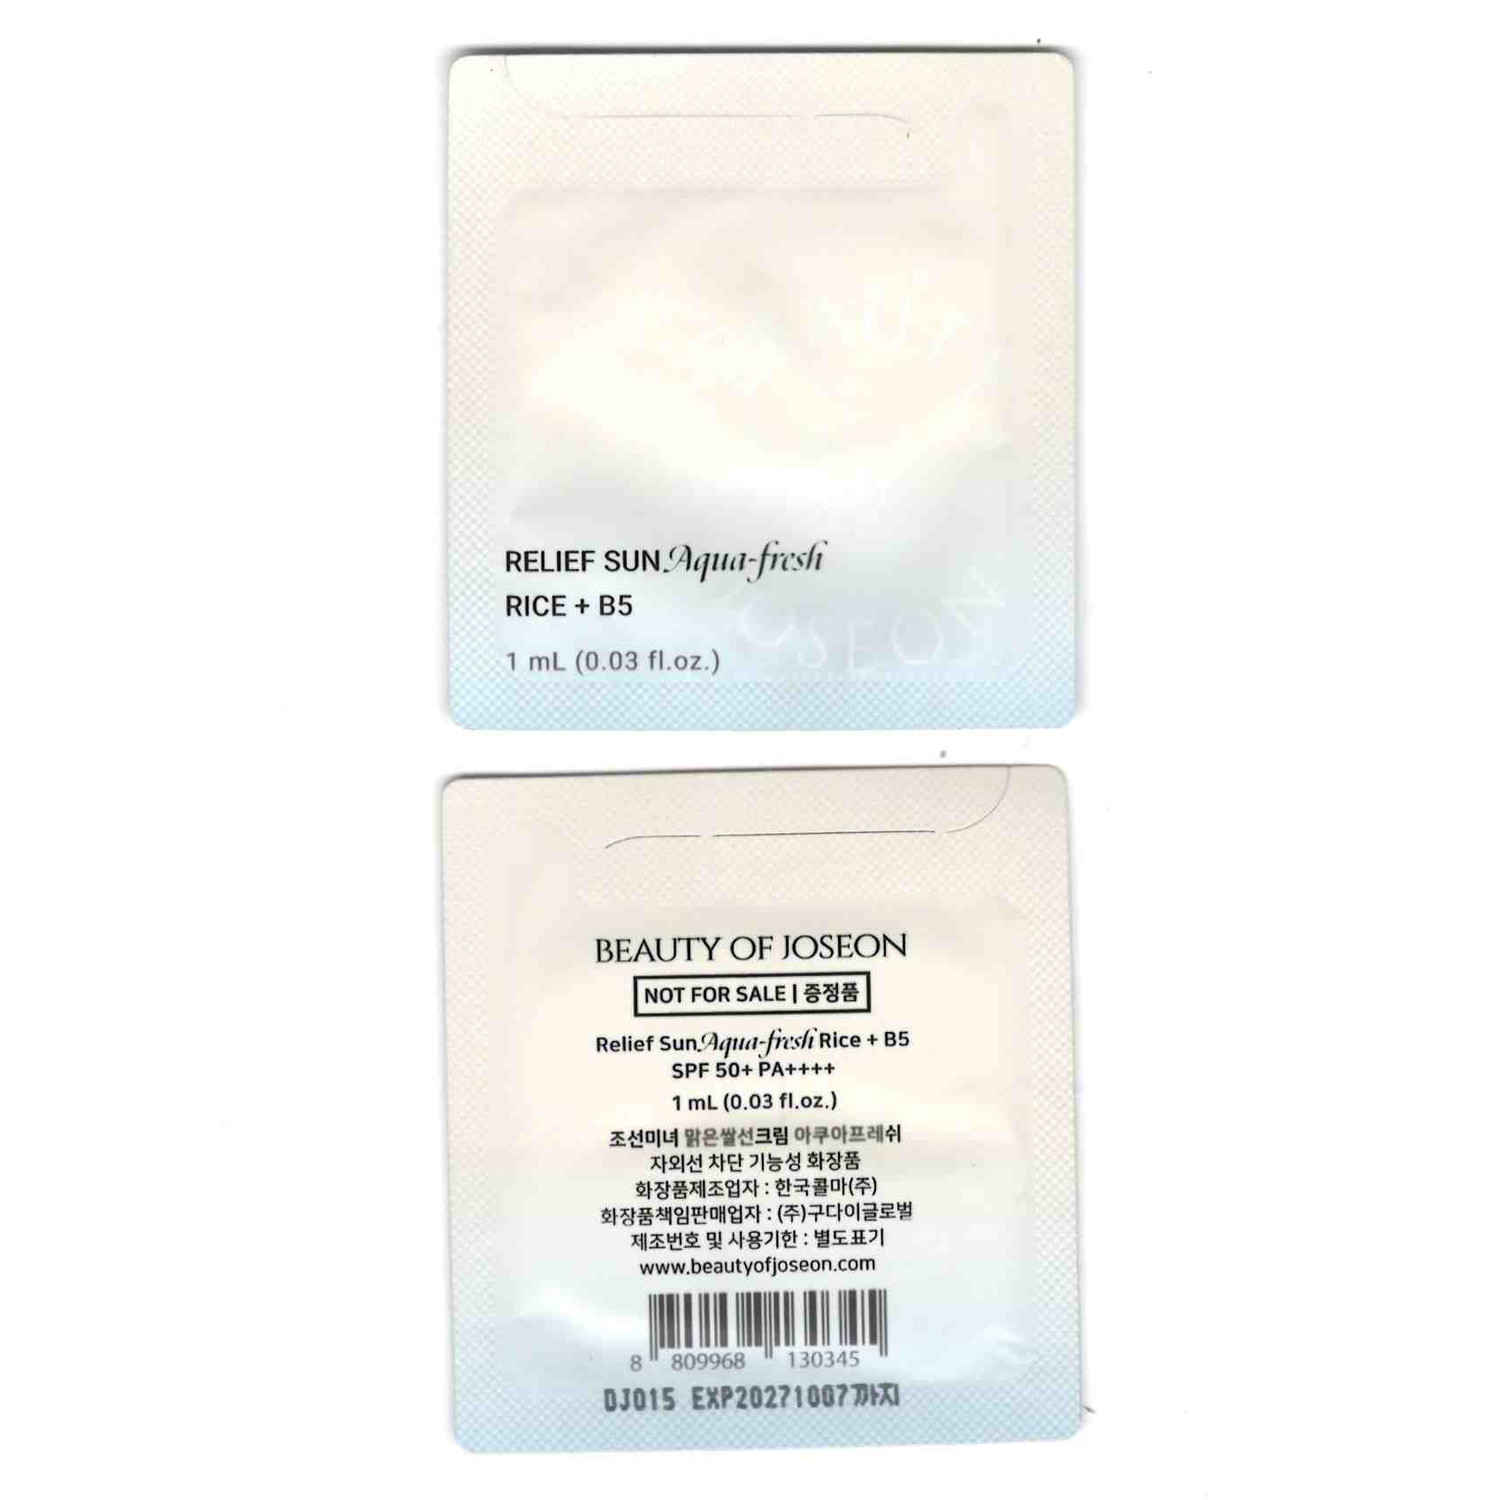 RELIEF SUN Aqua-fresh
RICE + B5
1 mL (0.03 fl.oz.)
BEAUTY OF JOSEON
NOT FOR SALE | 증정품
Relief Sun Aqua-fresh Rice + B5
SPF 50+ PA++++
1 mL (0.03 fl.oz.)
조선미녀 맑은쌀선크림 아쿠아프레쉬
자외선 차단 기능성 화장품
화장품제조업자 : 한국콜마(주)
화장품책임판매업자 : (주)구다이글로벌
제조번호 및 사용기한 : 별도표기
www.beautyofjoseon.com
8 809968 130345
DJ015 EXP20271007까지